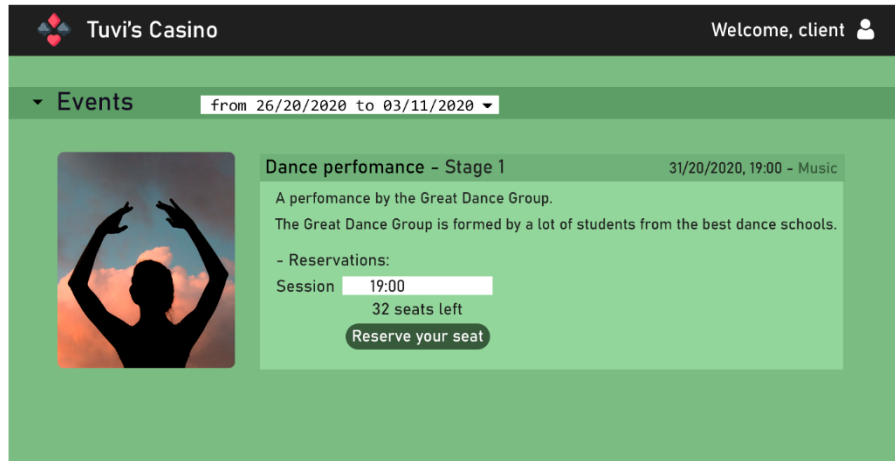 Tuvi's Casino
Welcome, client
Events
from 26/20/2020 to 03/11/2020
Dance perfomance - Stage 1
31/20/2020, 19:00 - Music
A perfomance by the Great Dance Group.
The Great Dance Group is formed by a lot of students from the best dance schools.
- Reservations:
Session 19:00
32 seats left
Reserve your seat